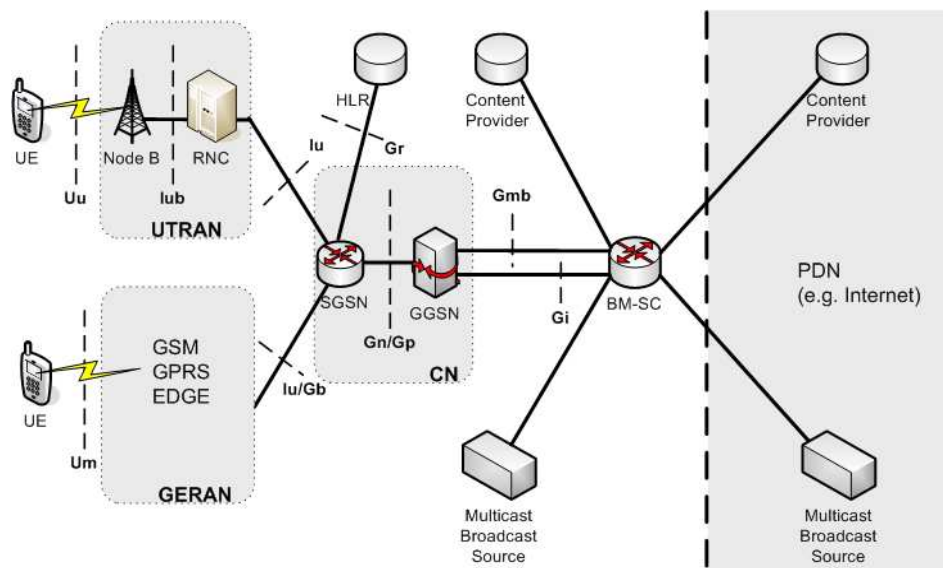 HLR
Content
Provider
Content
Provider
UE
Node B
RNC
Iu
Gr
Uu
Iub
UTRAN
Gmb
SGSN
GGSN
Gi
BM-SC
PDN
(e.g. Internet)
Gn/Gp
CN
GSM
GPRS
EDGE
Iu/Gb
UE
Um
GERAN
Multicast
Broadcast
Source
Multicast
Broadcast
Source